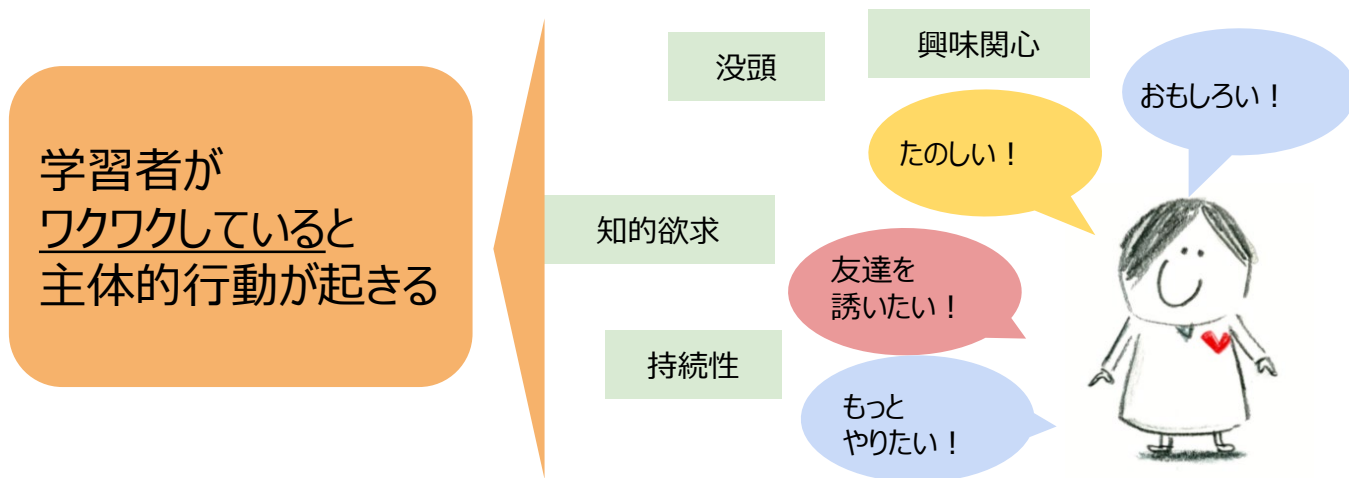 学習者が
ワクワクしていると
主体的行動が起きる
没頭
興味関心
おもしろい！
たのしい！
知的欲求
友達を
誘いたい！
持続性
もっと
やりたい！